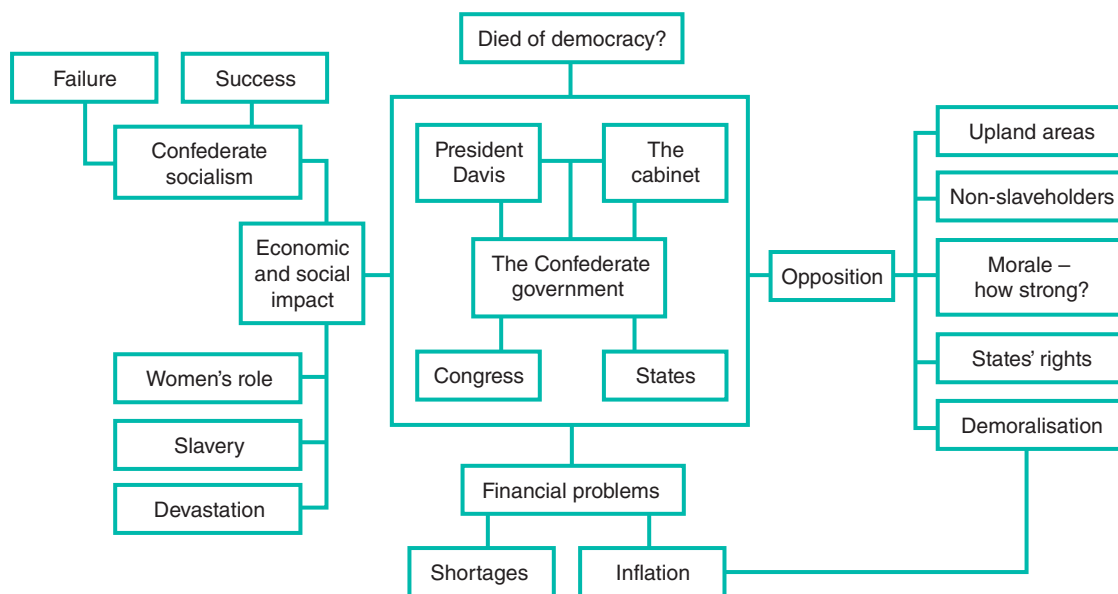 Died of democracy?
Failure
Success
Confederate
socialism
Economic
and social
impact
Women's role
Slavery
Devastation
President
Davis
The
cabinet
The Confederate
government
Congress
States
Opposition
Upland areas
Non-slaveholders
Morale –
how strong?
States' rights
Demoralisation
Financial problems
Shortages
Inflation